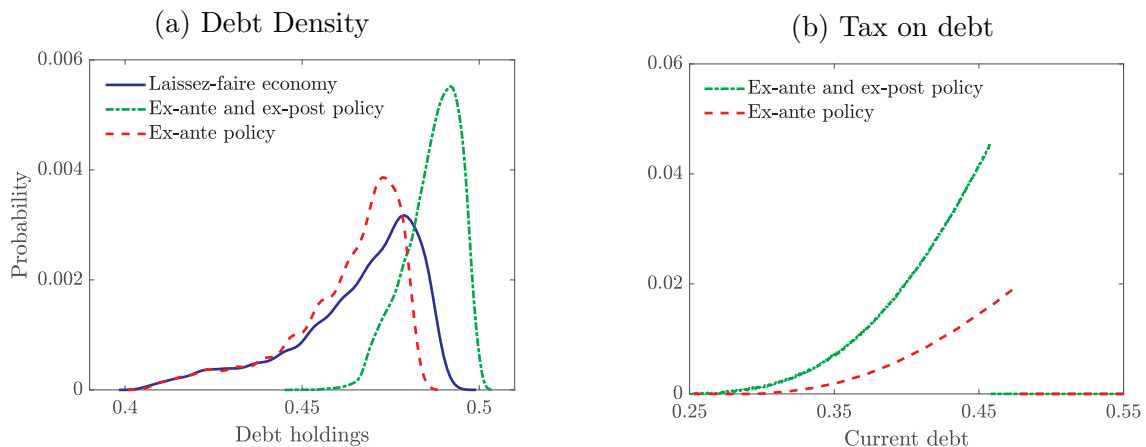 (a) Debt Density
Laissez-faire economy
Ex-ante and ex-post policy
Ex-ante policy
Probability
0.006
0.004
0.002
0
0.4
0.45
0.5
Debt holdings
(b) Tax on debt
Ex-ante and ex-post policy
Ex-ante policy
0.06
0.04
0.02
0
0.25
0.35
0.45
0.55
Current debt